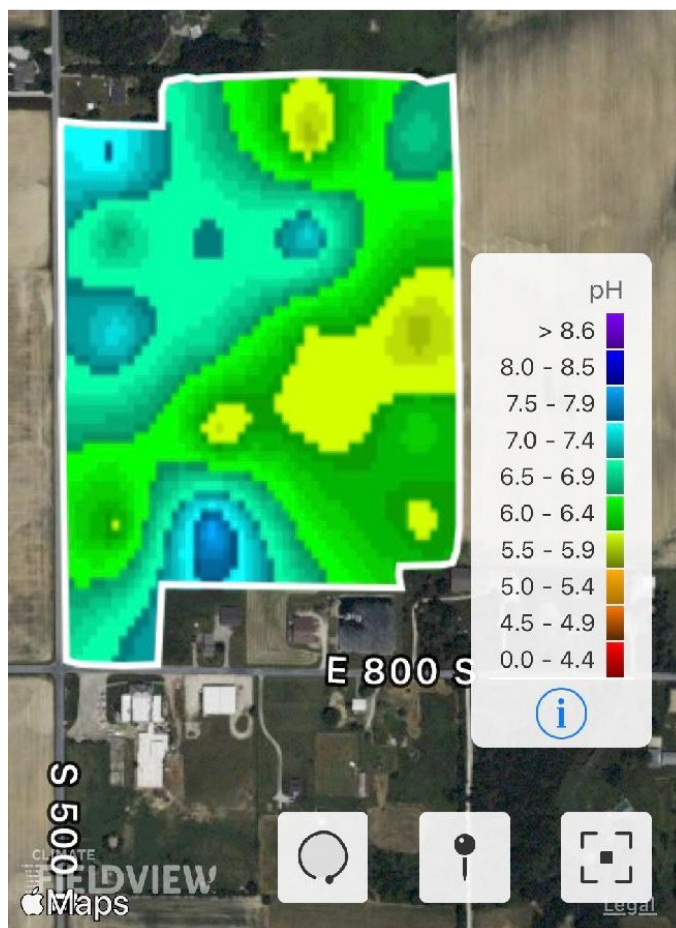 pH
> 8.6
8.0 - 8.5
7.5 - 7.9
7.0 - 7.4
6.5 - 6.9
6.0 - 6.4
5.5 - 5.9
5.0 - 5.4
4.5 - 4.9
0.0 - 4.4
i
E 800 S
S 500
CLIMATE
FIELDVIEW
Maps
Legal